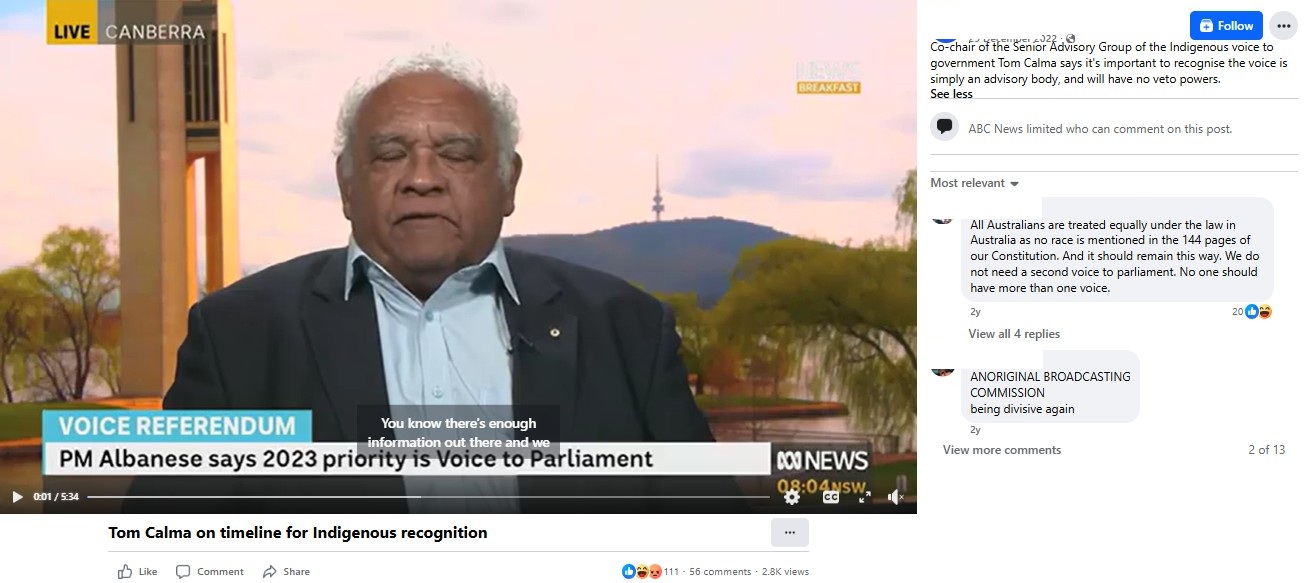 LIVE CANBERRA
NEWS
BREAKFAST
You know there's enough
information out there and we
VOICE REFERENDUM
PM Albanese says 2023 priority is Voice to Parliament
NEWS
08:04 NSW
0:01 / 5:34
CC
Tom Calma on timeline for Indigenous recognition
Like Comment Share
111 · 56 comments · 2.8K views
Follow
December 2022 ·
Co-chair of the Senior Advisory Group of the Indigenous voice to
government Tom Calma says it's important to recognise the voice is
simply an advisory body, and will have no veto powers.
See less
ABC News limited who can comment on this post.
Most relevant
All Australians are treated equally under the law in
Australia as no race is mentioned in the 144 pages of
our Constitution. And it should remain this way. We do
not need a second voice to parliament. No one should
have more than one voice.
2y 20
View all 4 replies
ANORIGINAL BROADCASTING
COMMISSION
being divisive again
2y
View more comments 2 of 13